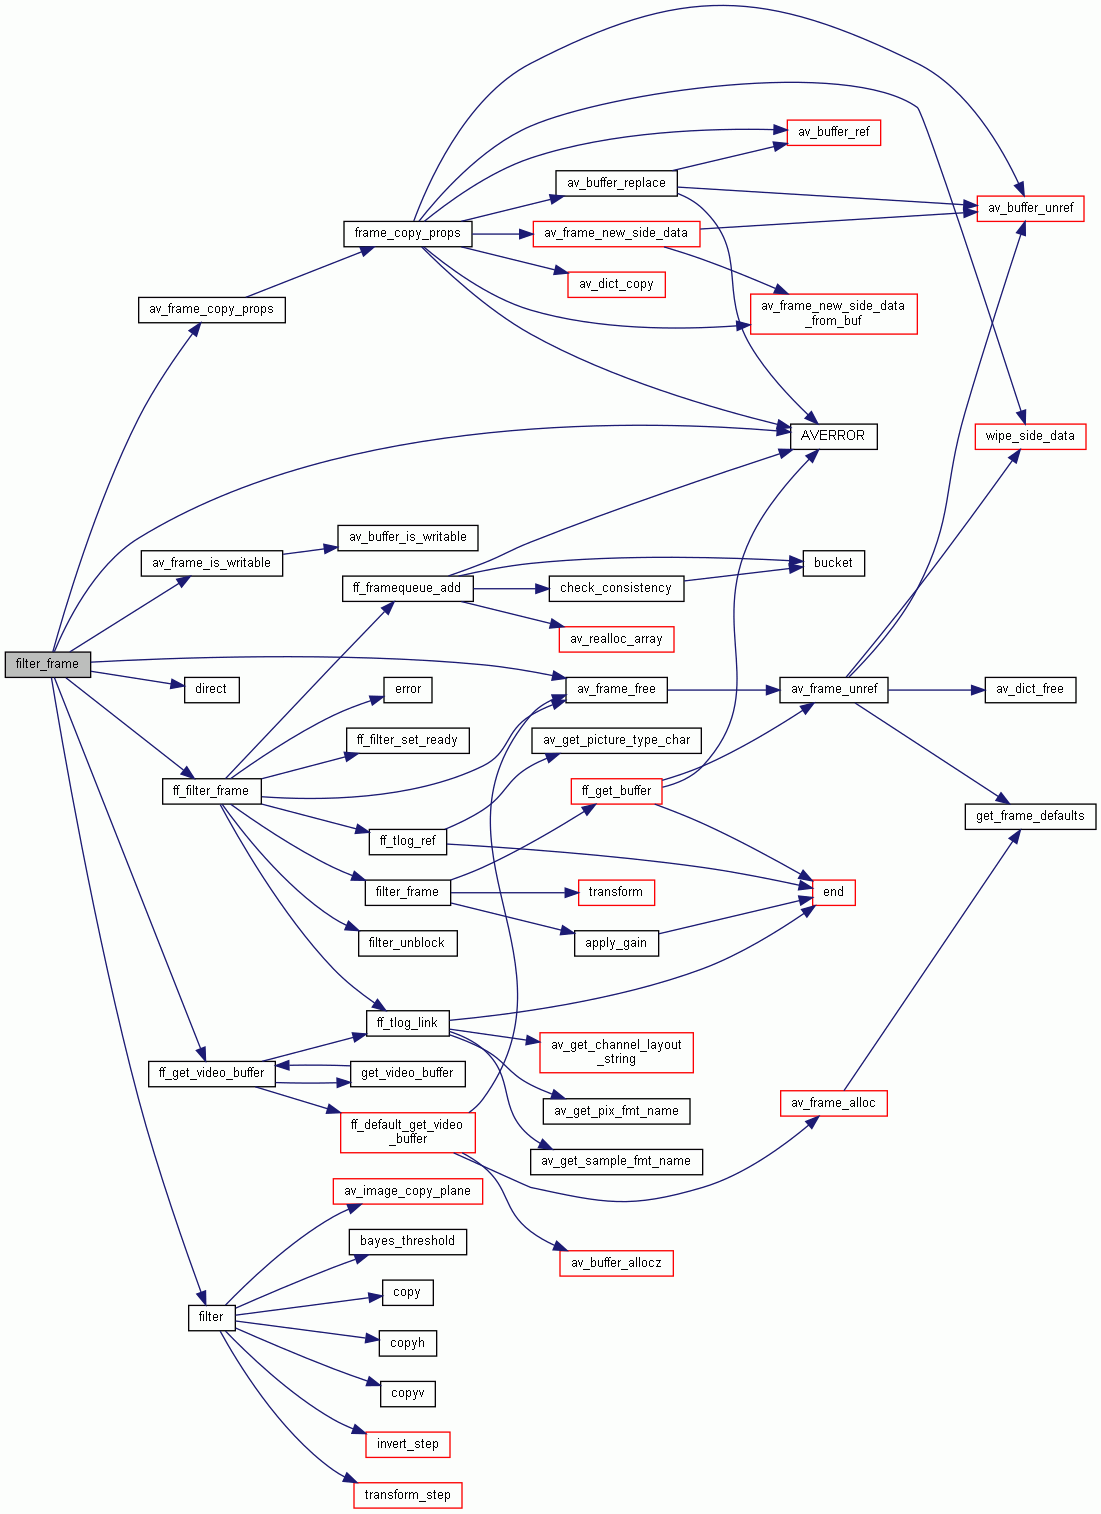 av_buffer_ref
av_buffer_replace
av_buffer_unref
frame_copy_props
av_frame_new_side_data
av_dict_copy
av_frame_copy_props
av_frame_new_side_data
_from_buf
AVERROR
wipe_side_data
av_buffer_is_writable
av_frame_is_writable
bucket
ff_framequeue_add
check_consistency
av_realloc_array
filter_frame
direct
error
av_frame_free
av_frame_unref
av_dict_free
ff_filter_set_ready
av_get_picture_type_char
ff_filter_frame
ff_get_buffer
get_frame_defaults
ff_tlog_ref
filter_frame
transform
end
filter_unblock
apply_gain
ff_tlog_link
av_get_channel_layout
_string
ff_get_video_buffer
get_video_buffer
av_get_pix_fmt_name
av_frame_alloc
ff_default_get_video
_buffer
av_get_sample_fmt_name
av_image_copy_plane
bayes_threshold
av_buffer_allocz
copy
filter
copyh
copyv
invert_step
transform_step